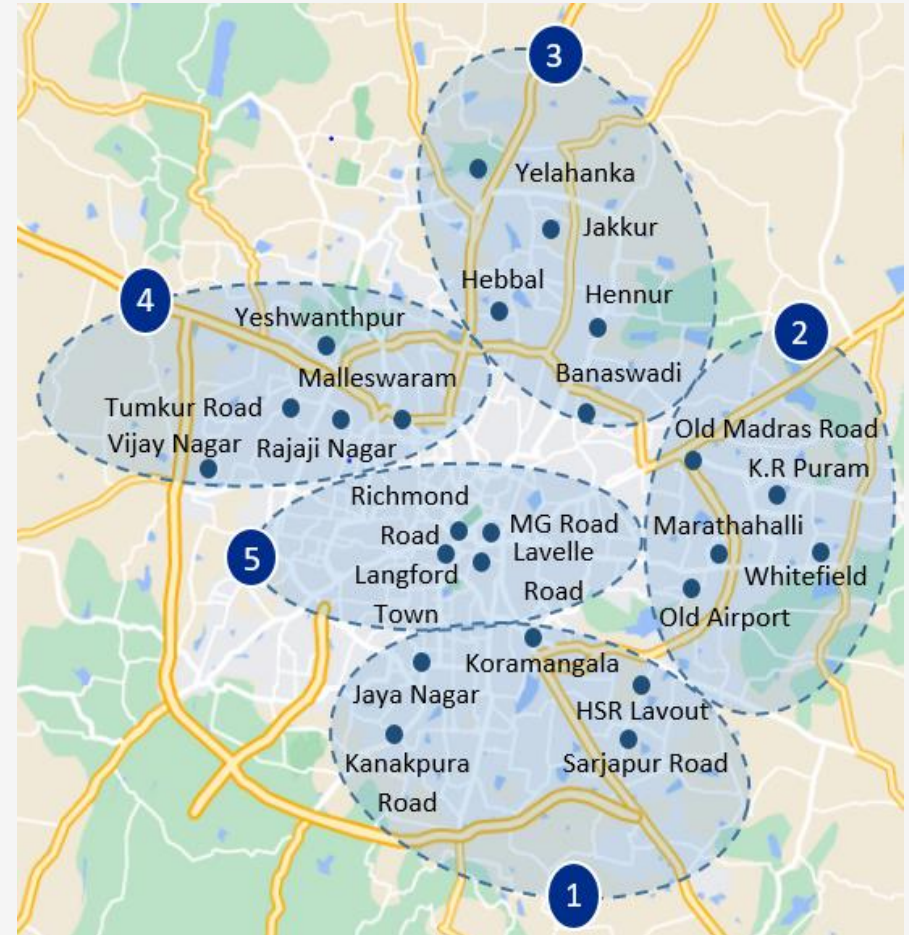 3
Yelahanka
Jakkur
Hebbal
Hennur
Banaswadi
4
Yeshwanthpur
Malleswaram
Tumkur Road
Vijay Nagar
Rajaji Nagar
2
Old Madras Road
K.R Puram
Marathahalli
Whitefield
Old Airport
5
Richmond
Road
MG Road
Lavelle
Road
Langford
Town
Koramangala
Jaya Nagar
HSR Lavout
Kanakpura
Road
Sarjapur Road
1